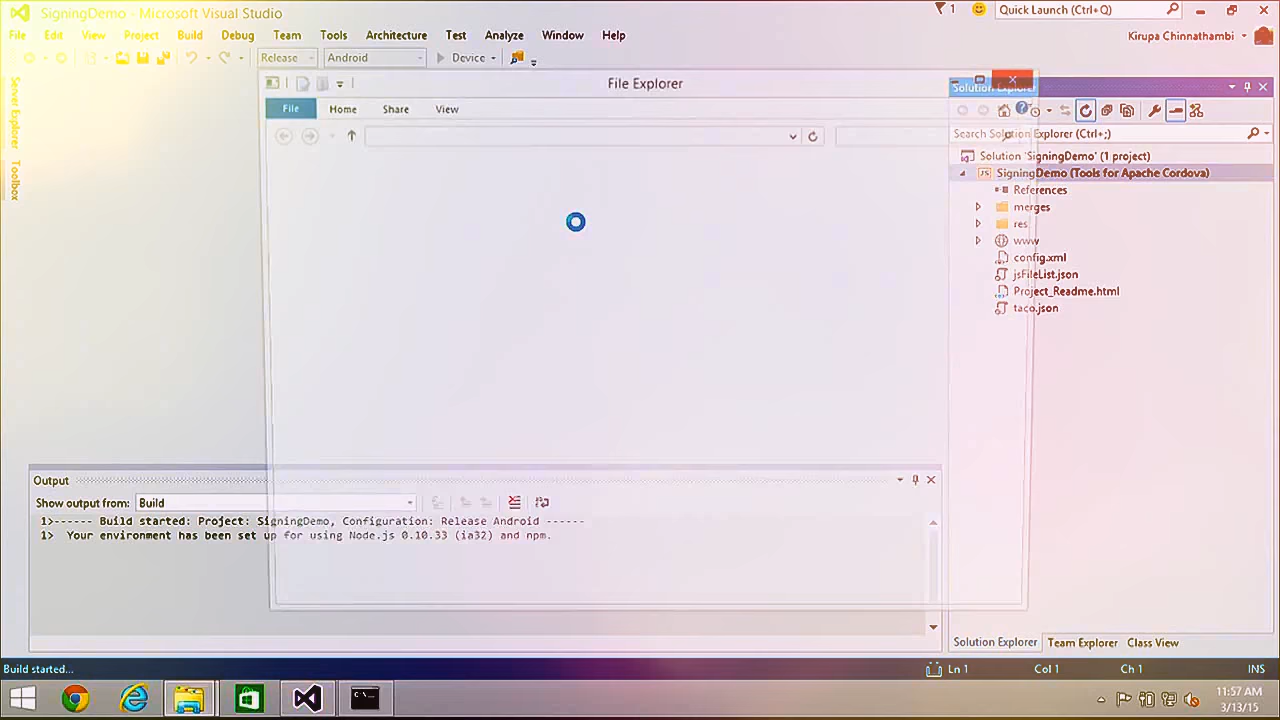 SigningDemo - Microsoft Visual Studio
1
Quick Launch (Ctrl+Q)
File Edit View Project Build Debug Team Tools Architecture Test Analyze Window Help
Kirupa Chinnathambi
Release Android Device
Server Explorer
Toolbox
File Explorer
File Home Share View
Solution Explorer
Search Solution Explorer (Ctrl+;)
Solution 'SigningDemo' (1 project)
SigningDemo (Tools for Apache Cordova)
References
merges
res
www
config.xml
jsFileList.json
Project_Readme.html
taco.json
Output
Show output from: Build
1>------ Build started: Project: SigningDemo, Configuration: Release Android ------
1> Your environment has been set up for using Node.js 0.10.33 (ia32) and npm.
Solution Explorer Team Explorer Class View
Build started... Ln 1 Col 1 Ch 1 INS
C:\_
11:57 AM
3/13/15